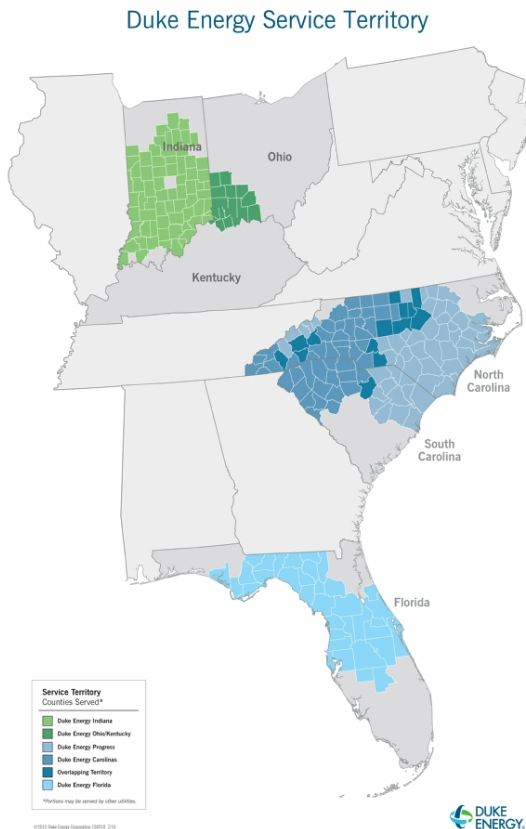 Duke Energy Service Territory
Indiana
Ohio
Kentucky
North
Carolina
South
Carolina
Florida
Service Territory
Counties Served*
Duke Energy Indiana
Duke Energy Ohio/Kentucky
Duke Energy Progress
Duke Energy Carolinas
Overlapping Territory
Duke Energy Florida
*Portions may be served by other utilities.
DUKE
ENERGY®